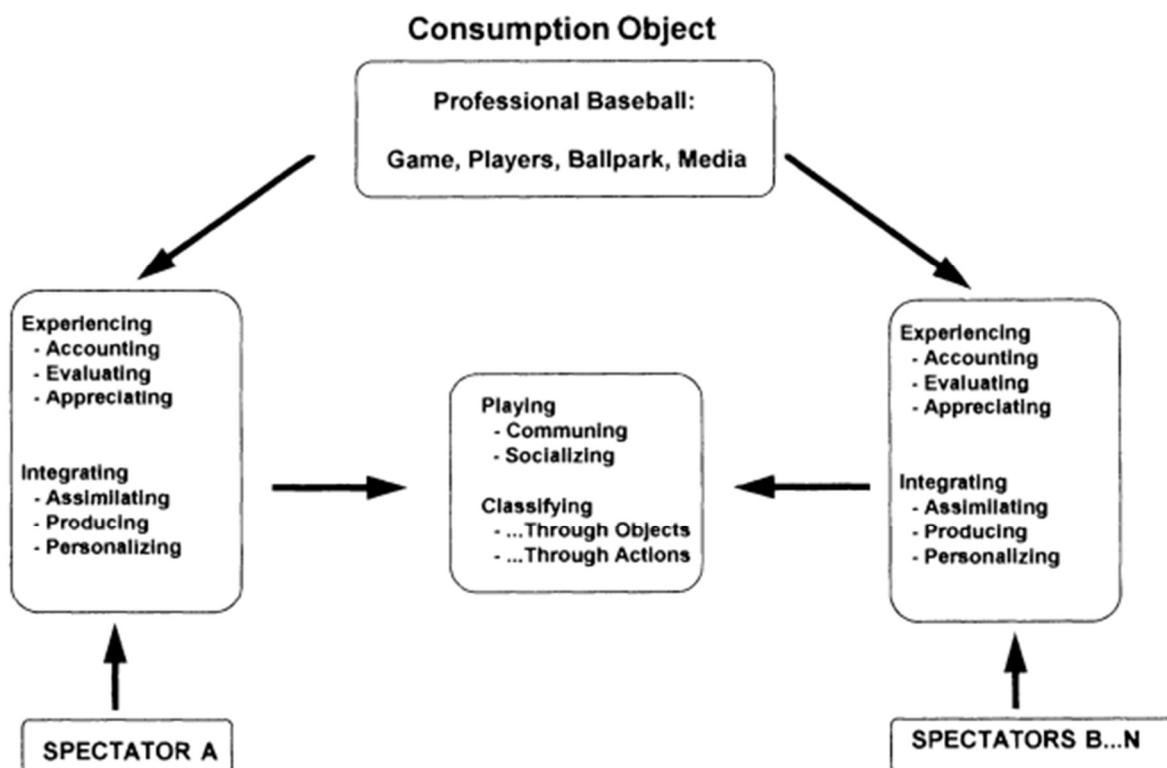 Consumption Object
Professional Baseball:
Game, Players, Ballpark, Media
Experiencing
- Accounting
- Evaluating
- Appreciating
Integrating
- Assimilating
- Producing
- Personalizing
Playing
- Communing
- Socializing
Classifying
- ...Through Objects
- ...Through Actions
Experiencing
- Accounting
- Evaluating
- Appreciating
Integrating
- Assimilating
- Producing
- Personalizing
SPECTATOR A
SPECTATORS B...N